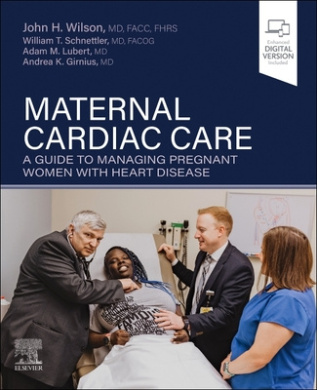 John H. Wilson, MD, FACC, FHRS
William T. Schnettler, MD, FACOG
Adam M. Lubert, MD
Andrea K. Girnius, MD
Enhanced
DIGITAL
VERSION
Included
MATERNAL
CARDIAC CARE
A GUIDE TO MANAGING PREGNANT
WOMEN WITH HEART DISEASE
ELSEVIER